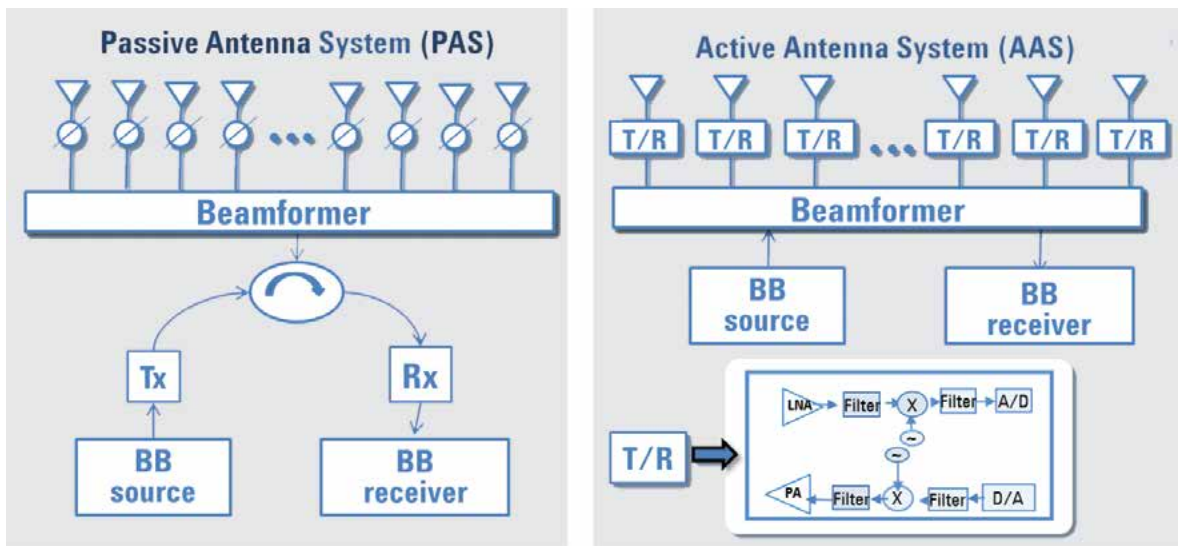 Passive Antenna System (PAS)
Beamformer
Tx
Rx
BB
source
BB
receiver
Active Antenna System (AAS)
T/R T/R T/R T/R T/R T/R
Beamformer
BB
source
BB
receiver
T/R
LNA Filter X Filter A/D
~
~
PA Filter X Filter D/A